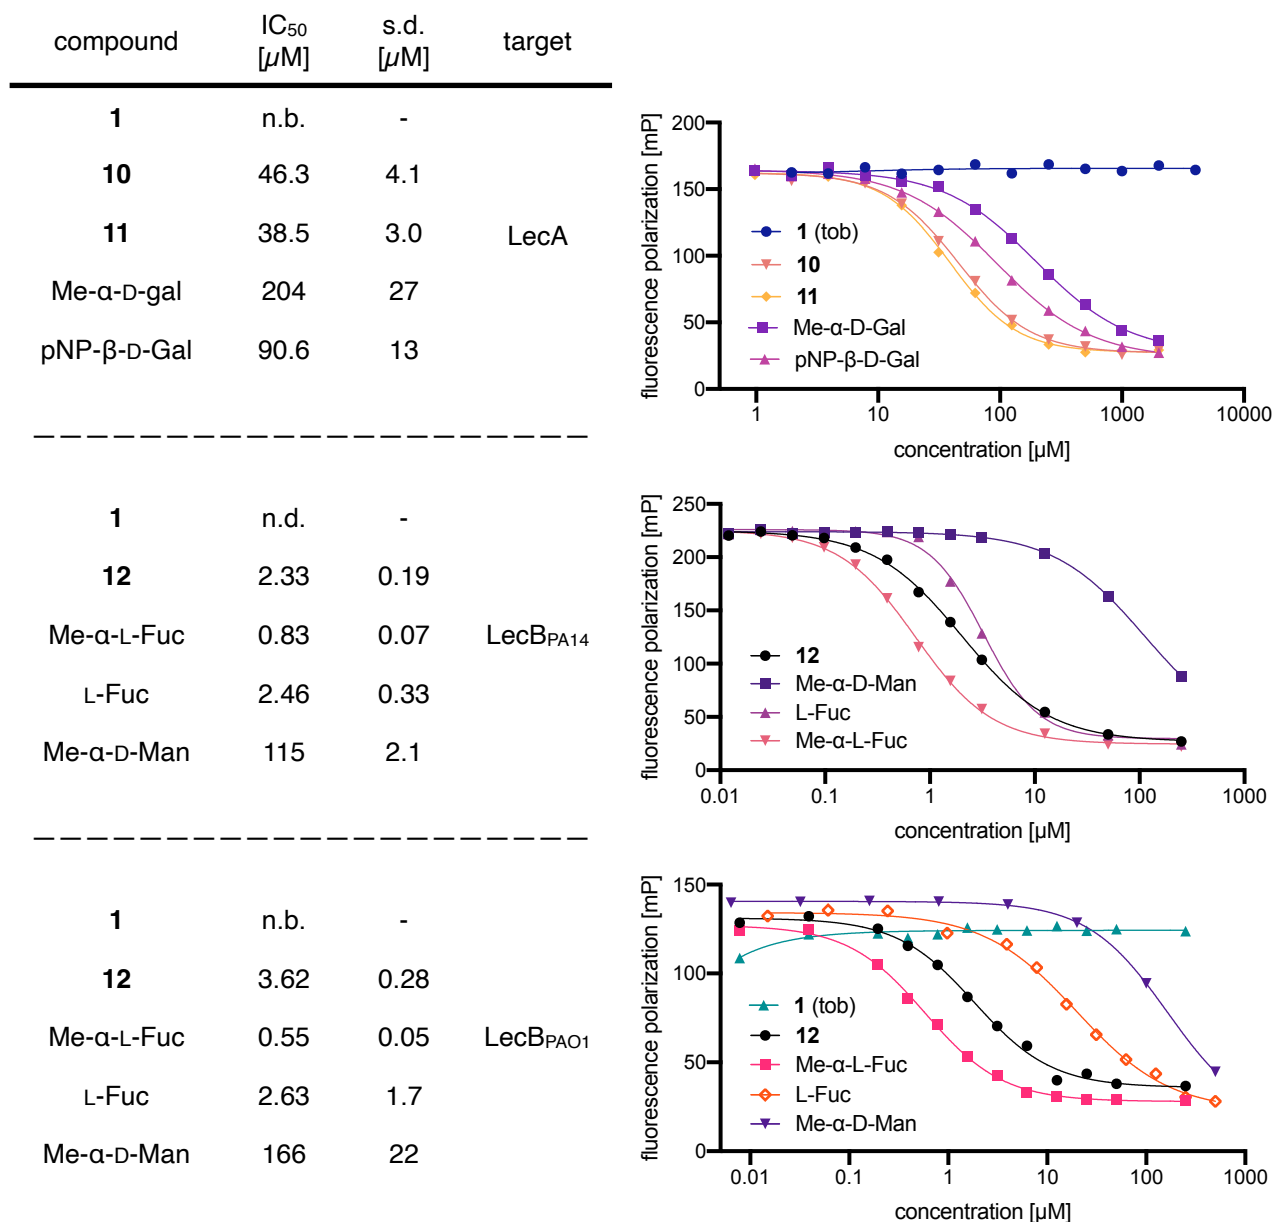 compound IC50 [µM] s.d. [µM] target
1 n.b. -
10 46.3 4.1
11 38.5 3.0 LecA
Me-α-D-gal 204 27
pNP-β-D-Gal 90.6 13
fluorescence polarization [mP]
200
150
100
50
0
1 (tob)
10
11
Me-α-D-Gal
pNP-β-D-Gal
1 10 100 1000 10000
concentration [µM]
1 n.d. -
12 2.33 0.19
Me-α-L-Fuc 0.83 0.07 LecBPA14
L-Fuc 2.46 0.33
Me-α-D-Man 115 2.1
fluorescence polarization [mP]
250
200
150
100
50
0
12
Me-α-D-Man
L-Fuc
Me-α-L-Fuc
0.01 0.1 1 10 100 1000
concentration [µM]
1 n.b. -
12 3.62 0.28
Me-α-L-Fuc 0.55 0.05 LecBPAO1
L-Fuc 2.63 1.7
Me-α-D-Man 166 22
fluorescence polarization [mP]
150
100
50
0
1 (tob)
12
Me-α-L-Fuc
L-Fuc
Me-α-D-Man
0.01 0.1 1 10 100 1000
concentration [µM]